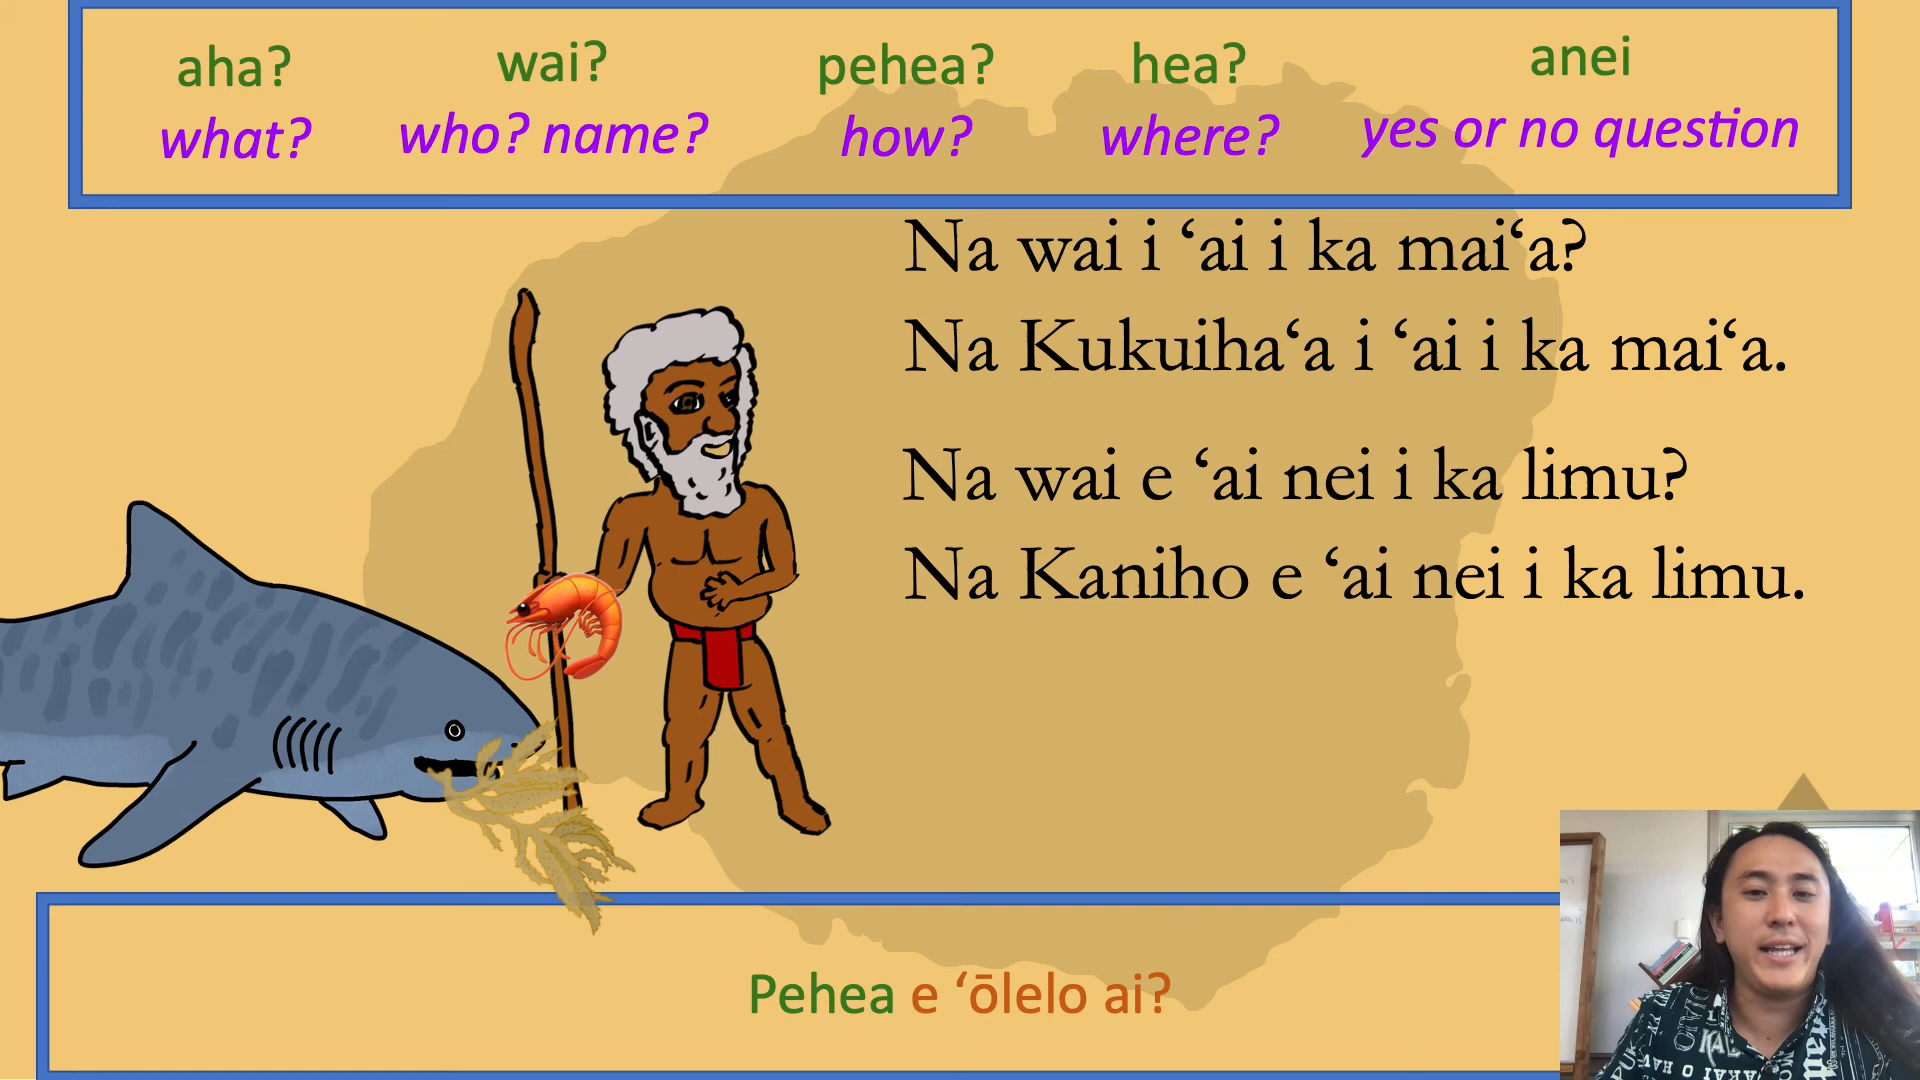 aha? wai? pehea? hea? anei
what? who? name? how? where? yes or no question
Na wai i ʻai i ka maiʻa?
Na Kukuihaʻa i ʻai i ka maiʻa.
Na wai e ʻai nei i ka limu?
Na Kaniho e ʻai nei i ka limu.
Pehea e ʻōlelo ai?